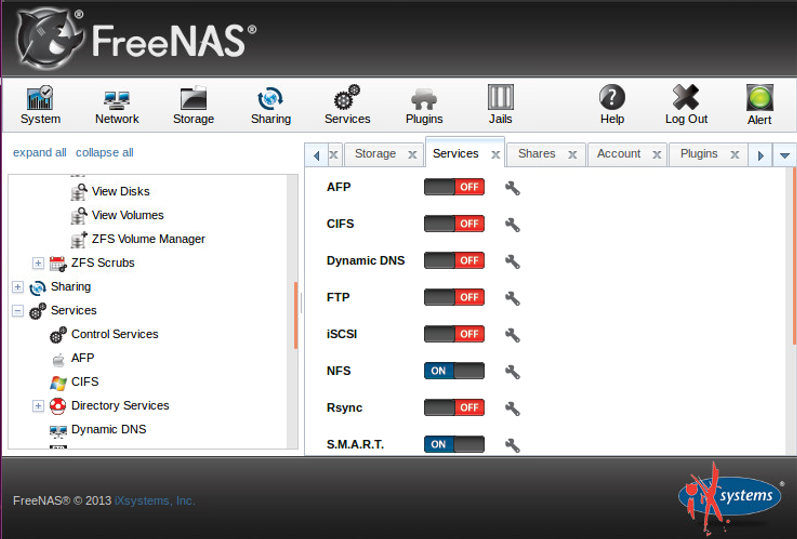 FreeNAS®
System
Network
Storage
Sharing
Services
Plugins
Jails
Help
Log Out
Alert
expand all collapse all
View Disks
View Volumes
ZFS Volume Manager
ZFS Scrubs
Sharing
Services
Control Services
AFP
CIFS
Directory Services
Dynamic DNS
x Storage x Services x Shares x Account x Plugins x
AFP OFF
CIFS OFF
Dynamic DNS OFF
FTP OFF
iSCSI OFF
NFS ON
Rsync OFF
S.M.A.R.T. ON
FreeNAS® © 2013 iXsystems, Inc.
iXsystems®